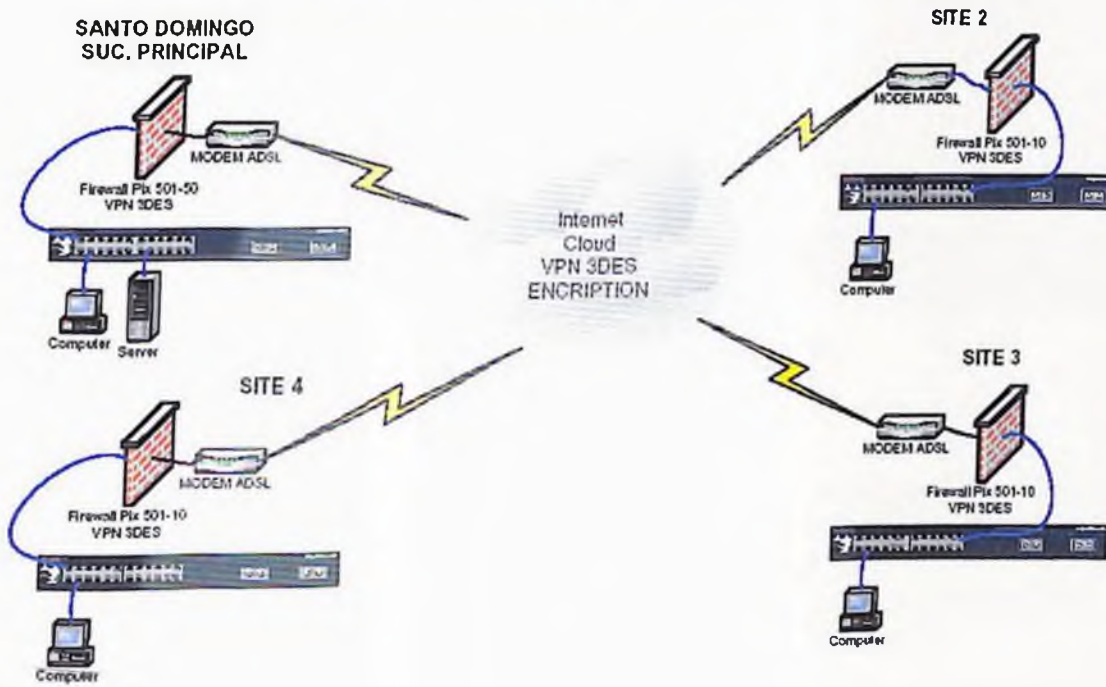 SANTO DOMINGO
SUC. PRINCIPAL
MODEM ADSL
Firewall Pix 501-50
VPN 3DES
Computer
Server
SITE 2
MODEM ADSL
Firewall Pix 501-10
VPN 3DES
Computer
Internet
Cloud
VPN 3DES
ENCRIPTION
SITE 4
MODEM ADSL
Firewall Pix 501-10
VPN 3DES
Computer
SITE 3
MODEM ADSL
Firewall Pix 501-10
VPN 3DES
Computer